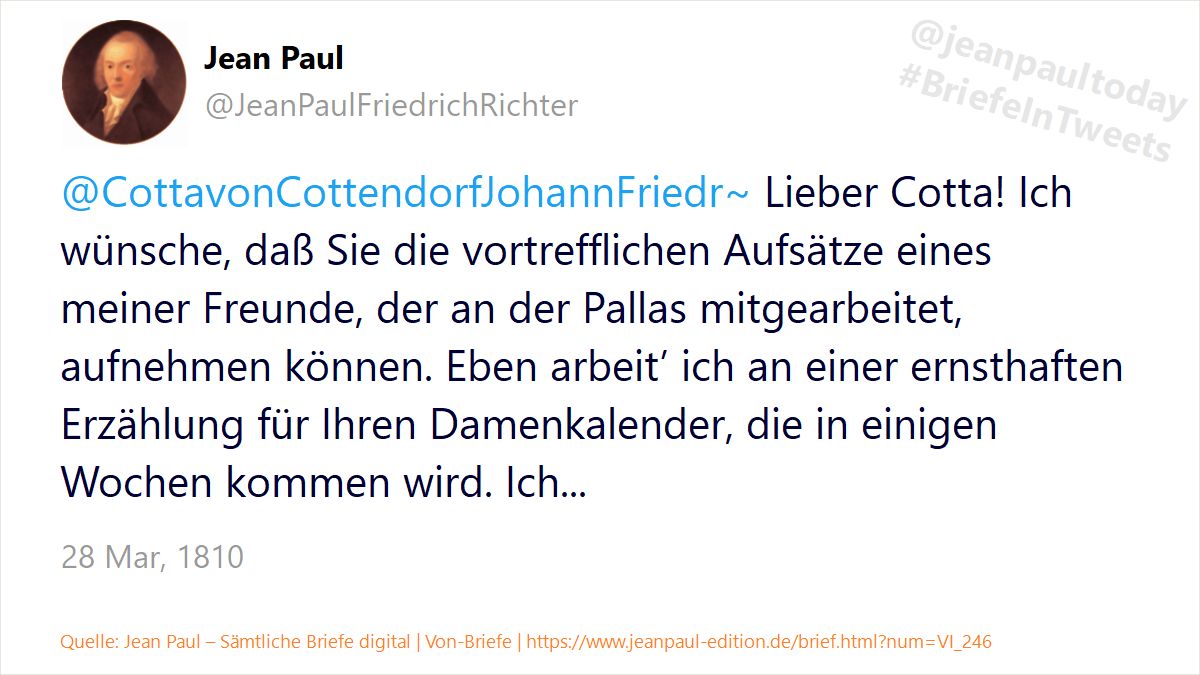 Jean Paul
@JeanPaulFriedrichRichter
@jeanpaultoday
#BriefeInTweets
@CottavonCottendorfJohannFriedr~ Lieber Cotta! Ich
wünsche, daß Sie die vortrefflichen Aufsätze eines
meiner Freunde, der an der Pallas mitgearbeitet,
aufnehmen können. Eben arbeit’ ich an einer ernsthaften
Erzählung für Ihren Damenkalender, die in einigen
Wochen kommen wird. Ich...
28 Mar, 1810
Quelle: Jean Paul – Sämtliche Briefe digital | Von-Briefe | https://www.jeanpaul-edition.de/brief.html?num=VI_246